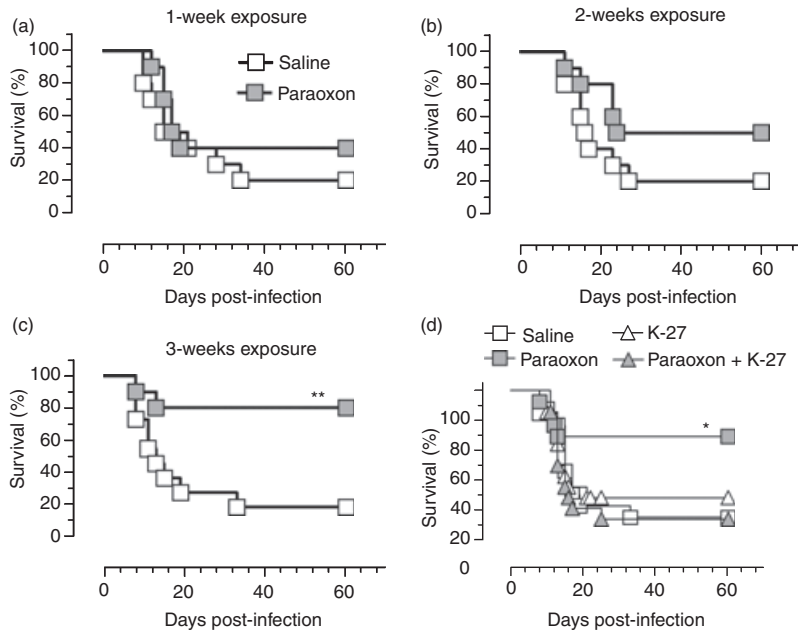 (a)
1-week exposure
Survival (%)
100
80
60
40
20
0
Saline
Paraoxon
0 20 40 60
Days post-infection
(b)
2-weeks exposure
Survival (%)
100
80
60
40
20
0
0 20 40 60
Days post-infection
(c)
3-weeks exposure
Survival (%)
100
80
60
40
20
0
**
0 20 40 60
Days post-infection
(d)
Saline K-27
Paraoxon Paraoxon + K-27
Survival (%)
100
80
60
40
20
0
*
0 20 40 60
Days post-infection